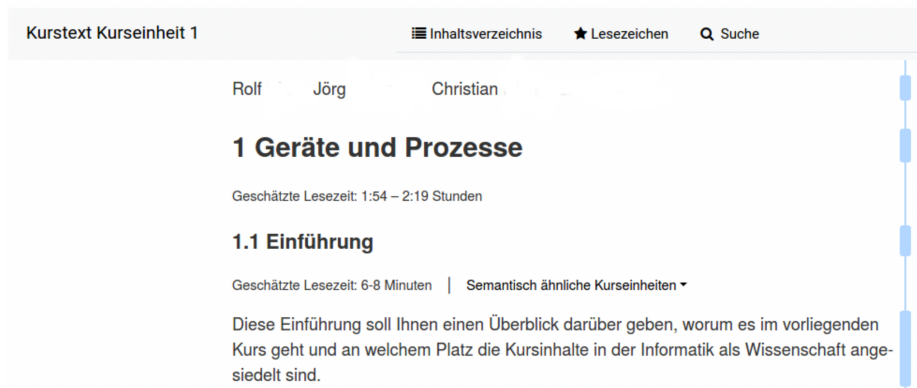 Kurstext Kurseinheit 1 Inhaltsverzeichnis Lesezeichen Suche
Rolf Jörg Christian
1 Geräte und Prozesse
Geschätzte Lesezeit: 1:54 – 2:19 Stunden
1.1 Einführung
Geschätzte Lesezeit: 6-8 Minuten | Semantisch ähnliche Kurseinheiten
Diese Einführung soll Ihnen einen Überblick darüber geben, worum es im vorliegenden
Kurs geht und an welchem Platz die Kursinhalte in der Informatik als Wissenschaft ange-
siedelt sind.